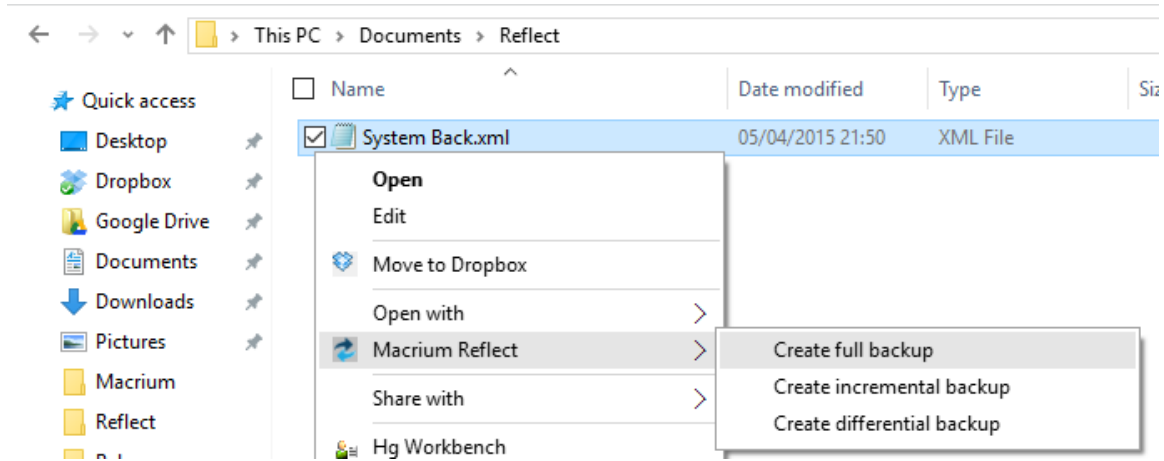 This PC > Documents > Reflect
Name Date modified Type
Quick access
Desktop
Dropbox
Google Drive
Documents
Downloads
Pictures
Macrium
Reflect
System Back.xml 05/04/2015 21:50 XML File
Open
Edit
Move to Dropbox
Open with
Macrium Reflect
Share with
Hg Workbench
Create full backup
Create incremental backup
Create differential backup